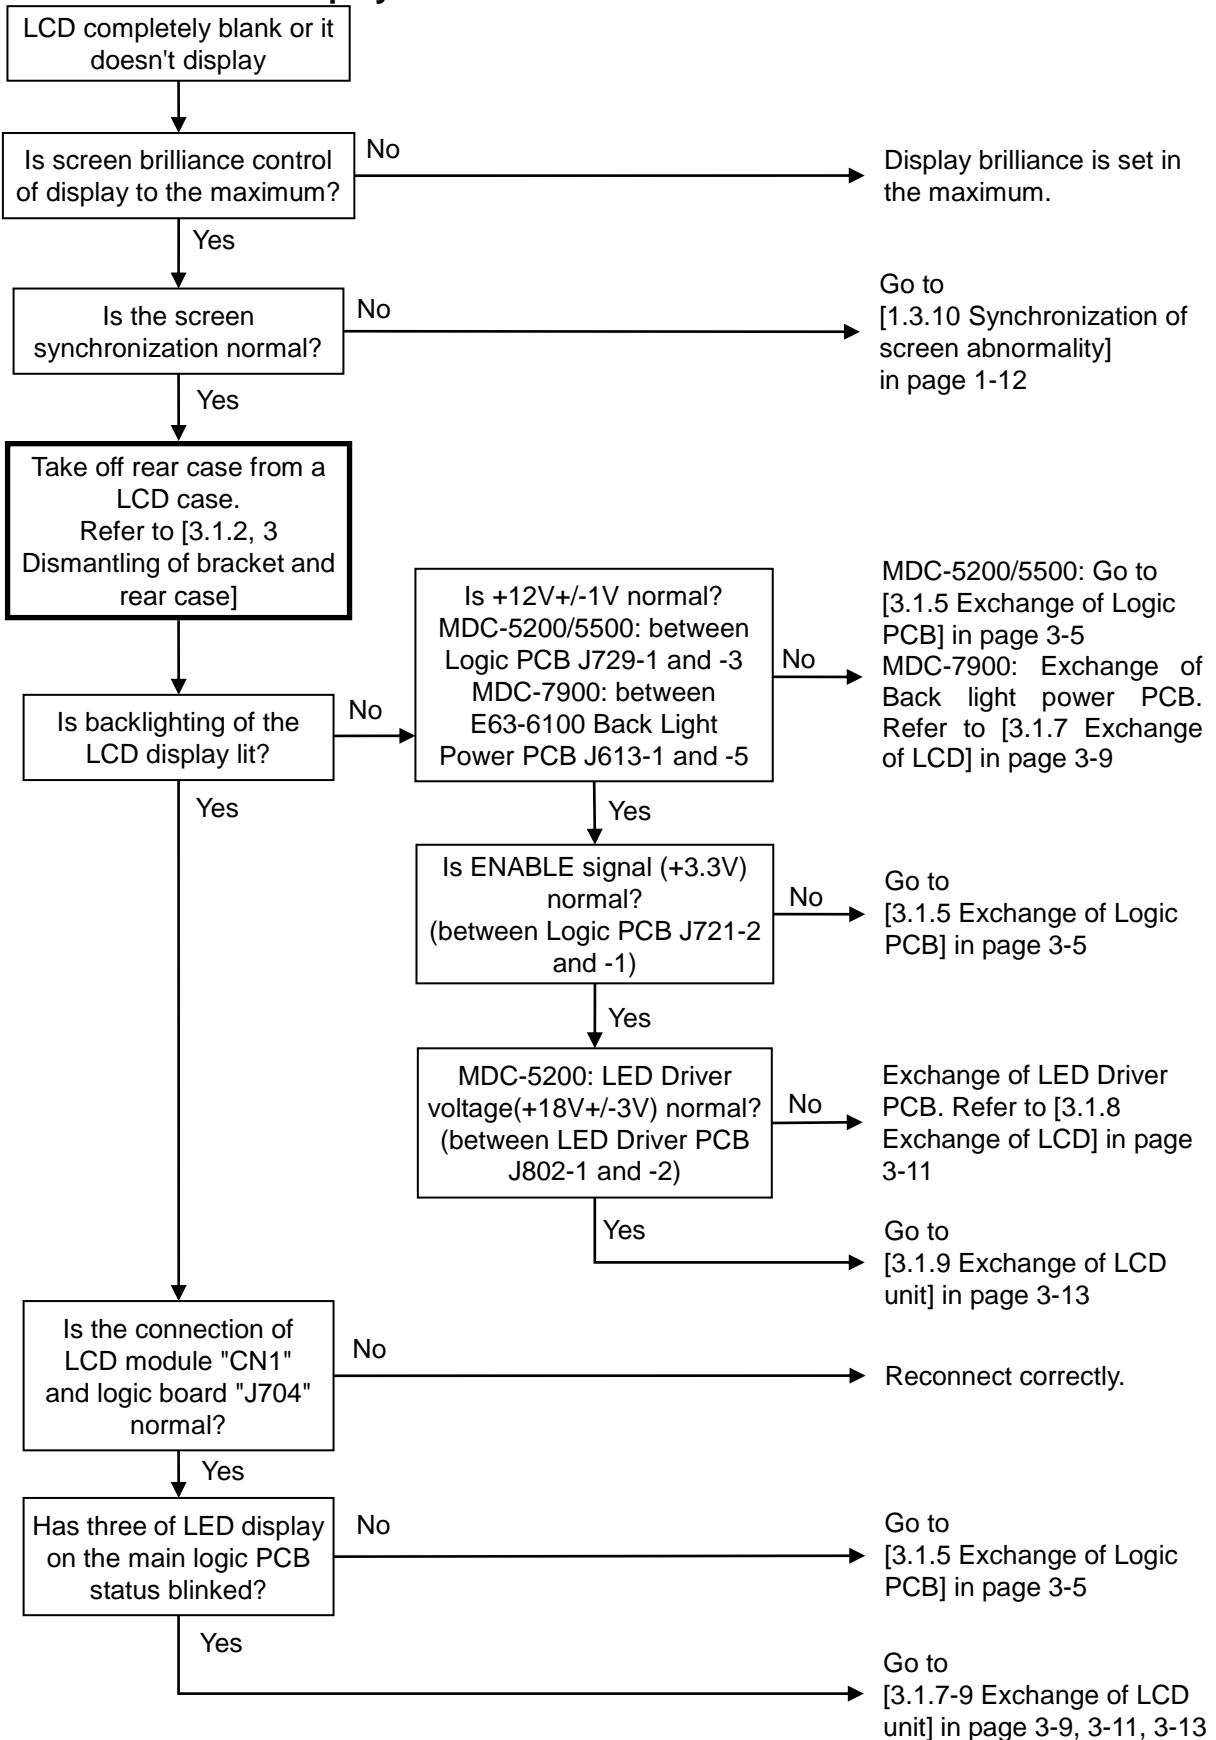 LCD completely blank or it
doesn't display
Is screen brilliance control
of display to the maximum?
No
Display brilliance is set in
the maximum.
Yes
Is the screen
synchronization normal?
No
Go to
[1.3.10 Synchronization of
screen abnormality]
in page 1-12
Yes
Take off rear case from a
LCD case.
Refer to [3.1.2, 3
Dismantling of bracket and
rear case]
Is backlighting of the
LCD display lit?
No
Is +12V+/-1V normal?
MDC-5200/5500: between
Logic PCB J729-1 and -3
MDC-7900: between
E63-6100 Back Light
Power PCB J613-1 and -5
No
MDC-5200/5500: Go to
[3.1.5 Exchange of Logic
PCB] in page 3-5
MDC-7900: Exchange of
Back light power PCB.
Refer to [3.1.7 Exchange
of LCD] in page 3-9
Yes
Yes
Is ENABLE signal (+3.3V)
normal?
(between Logic PCB J721-2
and -1)
No
Go to
[3.1.5 Exchange of Logic
PCB] in page 3-5
Yes
MDC-5200: LED Driver
voltage(+18V+/-3V) normal?
(between LED Driver PCB
J802-1 and -2)
No
Exchange of LED Driver
PCB. Refer to [3.1.8
Exchange of LCD] in page
3-11
Yes
Go to
[3.1.9 Exchange of LCD
unit] in page 3-13
Is the connection of
LCD module "CN1"
and logic board "J704"
normal?
No
Reconnect correctly.
Yes
Has three of LED display
on the main logic PCB
status blinked?
No
Go to
[3.1.5 Exchange of Logic
PCB] in page 3-5
Yes
Go to
[3.1.7-9 Exchange of LCD
unit] in page 3-9, 3-11, 3-13